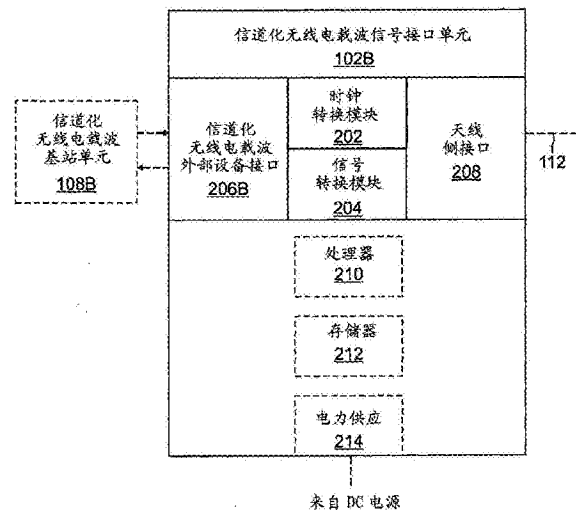 信道化无线电载波信号接口单元
102B
信道化
无线电载波
基站单元
108B
信道化
无线电载波
外部设备接口
206B
时钟
转换模块
202
信号
转换模块
204
天线
侧接口
208
112
处理器
210
存储器
212
电力供应
214
来自 DC 电源